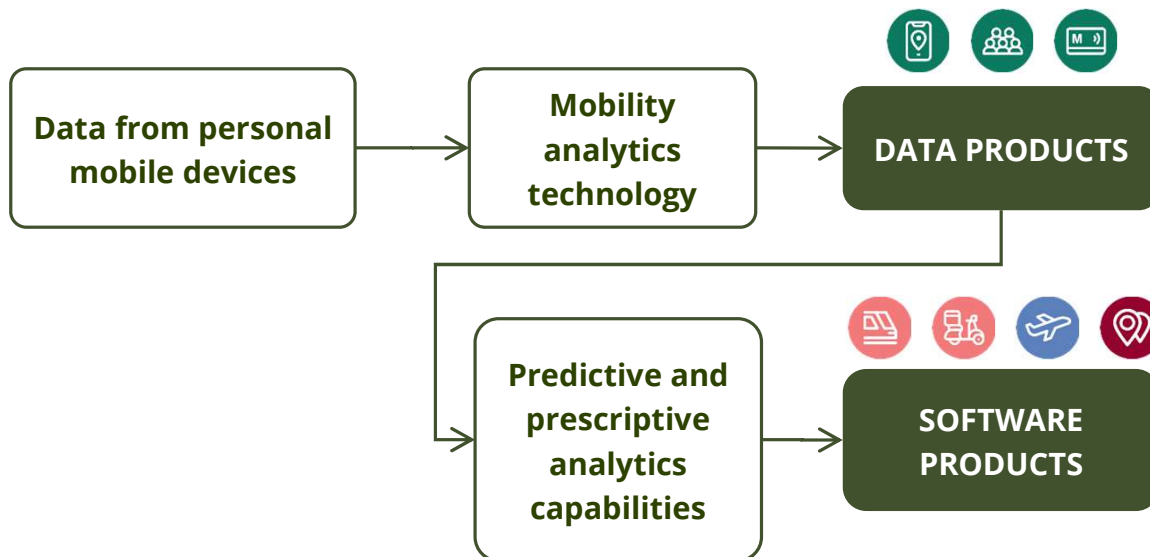 Data from personal
mobile devices
Mobility
analytics
technology
M
DATA PRODUCTS
Predictive and
prescriptive
analytics
capabilities
SOFTWARE
PRODUCTS